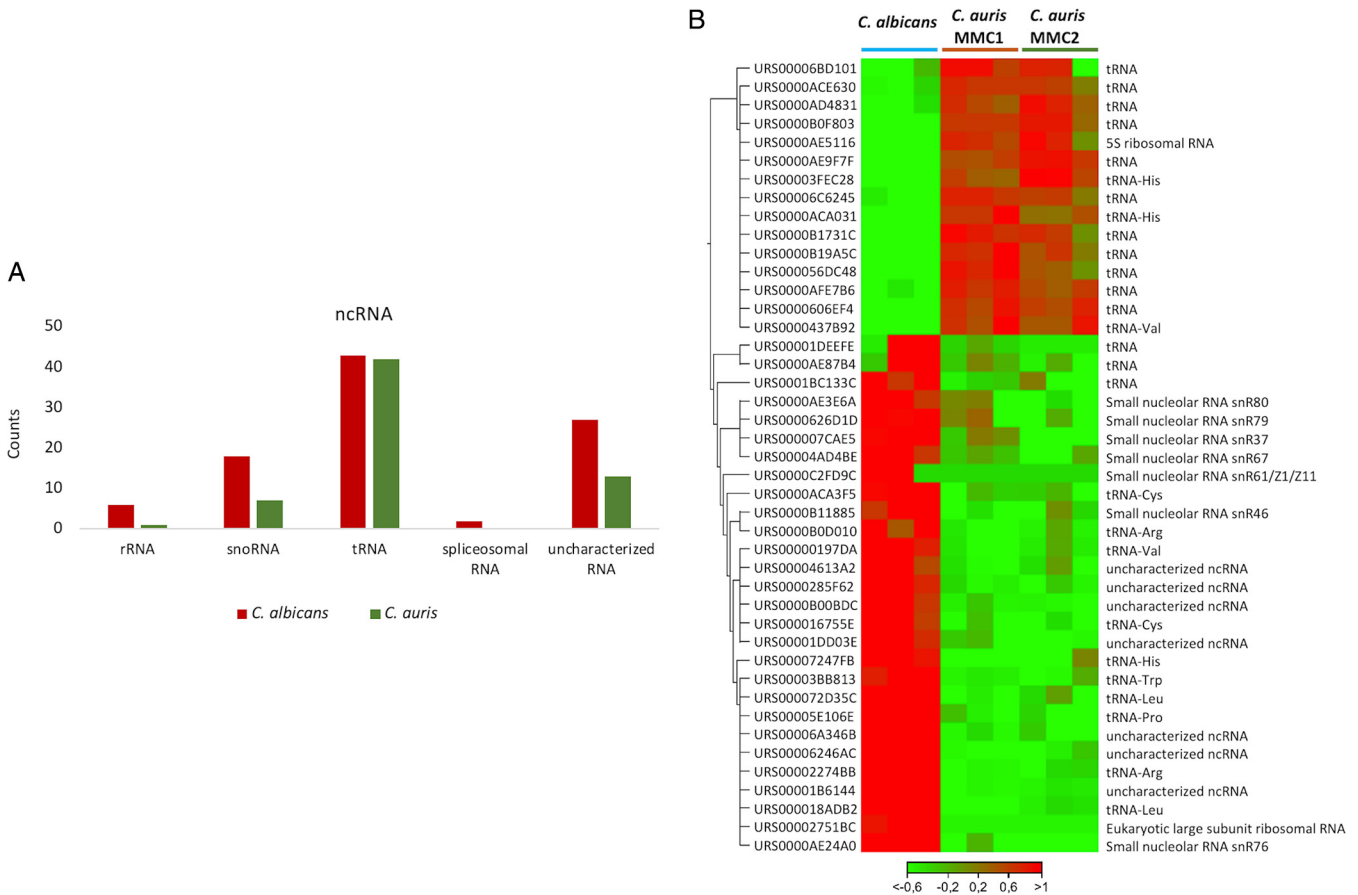 A
ncRNA
Counts
50
40
30
20
10
0
rRNA
snoRNA
tRNA
spliceosomal
RNA
uncharacterized
RNA
C. albicans
C. auris
B
C. albicans
C. auris
MMC1
C. auris
MMC2
URS00006BD101 tRNA
URS0000ACE630 tRNA
URS0000AD4831 tRNA
URS0000B0F803 tRNA
URS0000AE5116 5S ribosomal RNA
URS0000AE9F7F tRNA
URS00003FEC28 tRNA-His
URS00006C6245 tRNA
URS0000ACA031 tRNA-His
URS0000B1731C tRNA
URS0000B19A5C tRNA
URS000056DC48 tRNA
URS0000AFE7B6 tRNA
URS0000606EF4 tRNA
URS0000437B92 tRNA-Val
URS00001DEEFE tRNA
URS0000AE87B4 tRNA
URS0001BC133C tRNA
URS0000AE3E6A Small nucleolar RNA snR80
URS0000626D1D Small nucleolar RNA snR79
URS000007CAE5 Small nucleolar RNA snR37
URS00004AD4BE Small nucleolar RNA snR67
URS0000C2FD9C Small nucleolar RNA snR61/Z1/Z11
URS0000ACA3F5 tRNA-Cys
URS0000B11885 Small nucleolar RNA snR46
URS0000B0D010 tRNA-Arg
URS00000197DA tRNA-Val
URS00004613A2 uncharacterized ncRNA
URS0000285F62 uncharacterized ncRNA
URS0000B00BDC uncharacterized ncRNA
URS000016755E tRNA-Cys
URS00001DD03E uncharacterized ncRNA
URS00007247FB tRNA-His
URS00003BB813 tRNA-Trp
URS000072D35C tRNA-Leu
URS00005E106E tRNA-Pro
URS00006A346B uncharacterized ncRNA
URS00006246AC uncharacterized ncRNA
URS00002274BB tRNA-Arg
URS00001B6144 uncharacterized ncRNA
URS000018ADB2 tRNA-Leu
URS00002751BC Eukaryotic large subunit ribosomal RNA
URS0000AE24A0 Small nucleolar RNA snR76
<-0,6 -0,2 0,2 0,6 >1